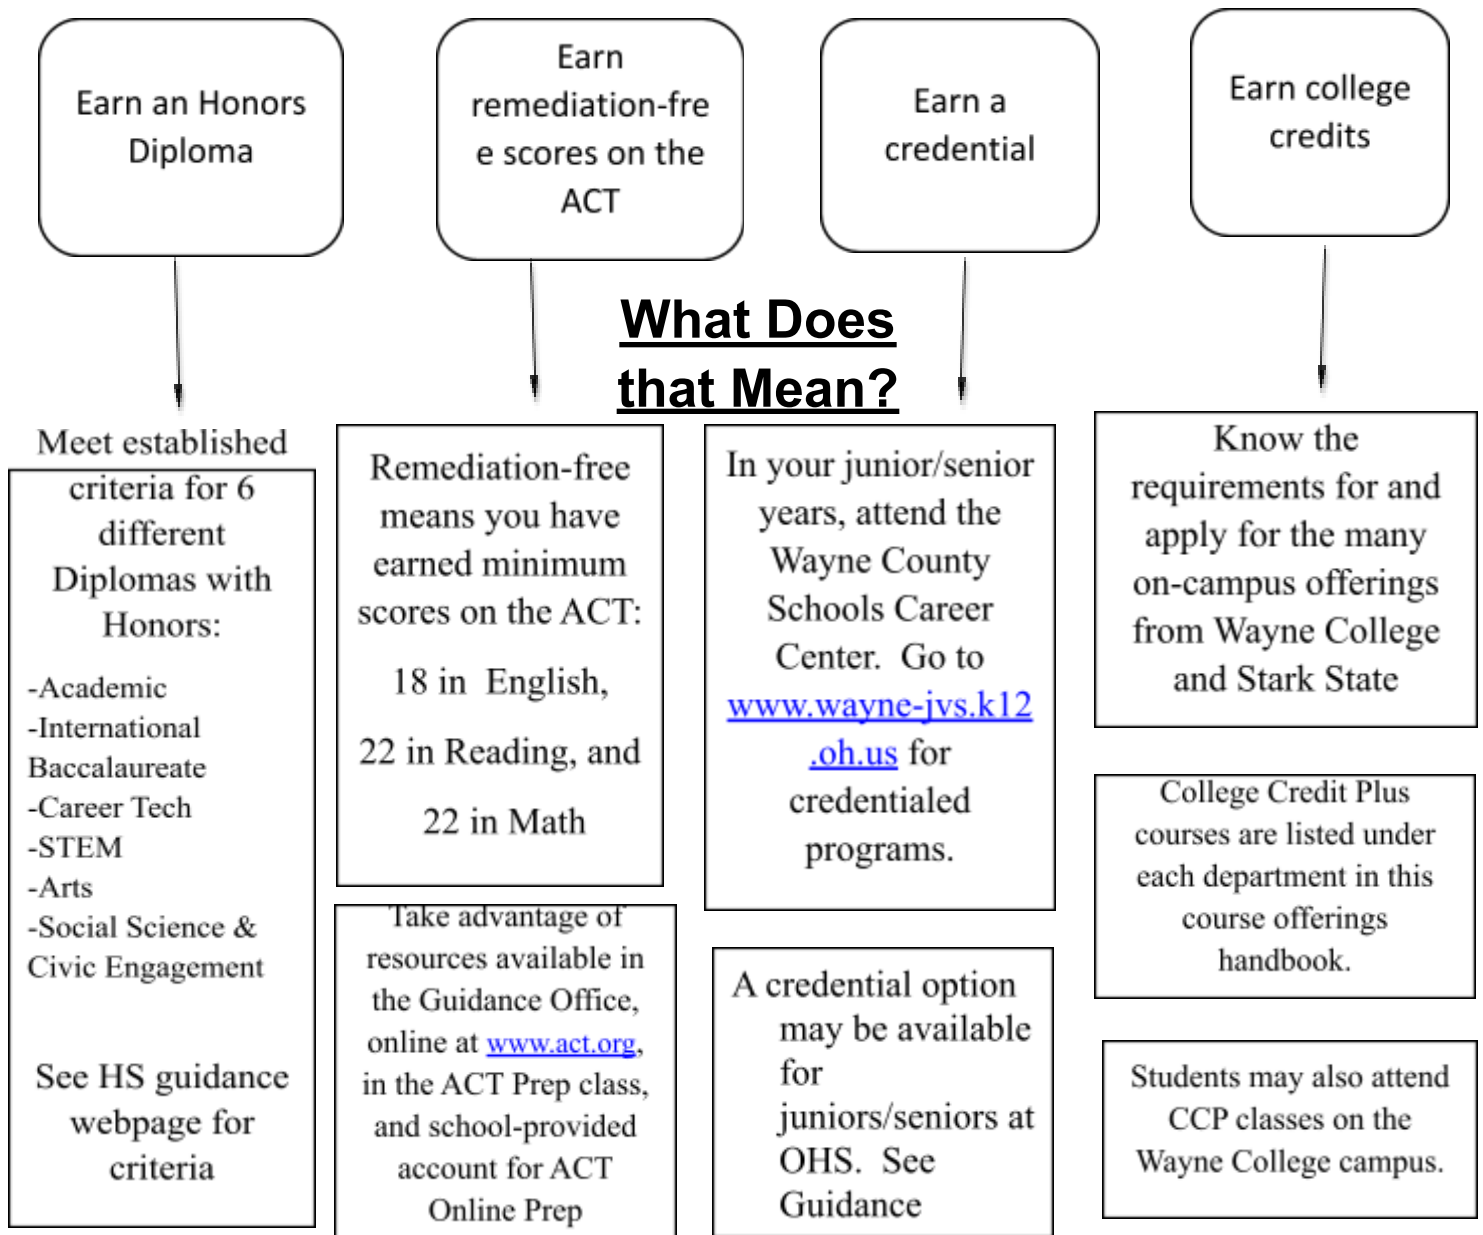 Earn an Honors
Diploma
Earn
remediation-fre
e scores on the
ACT
Earn a
credential
Earn college
credits
What Does
that Mean?
Meet established
criteria for 6
different
Diplomas with
Honors:
-Academic
-International
Baccalaureate
-Career Tech
-STEM
-Arts
-Social Science &
Civic Engagement
See HS guidance
webpage for
criteria
Remediation-free
means you have
earned minimum
scores on the ACT:
18 in English,
22 in Reading, and
22 in Math
Take advantage of
resources available in
the Guidance Office,
online at www.act.org,
in the ACT Prep class,
and school-provided
account for ACT
Online Prep
In your junior/senior
years, attend the
Wayne County
Schools Career
Center. Go to
www.wayne-jvs.k12
.oh.us for
credentialed
programs.
A credential option
may be available
for
juniors/seniors at
OHS. See
Guidance
Know the
requirements for and
apply for the many
on-campus offerings
from Wayne College
and Stark State
College Credit Plus
courses are listed under
each department in this
course offerings
handbook.
Students may also attend
CCP classes on the
Wayne College campus.